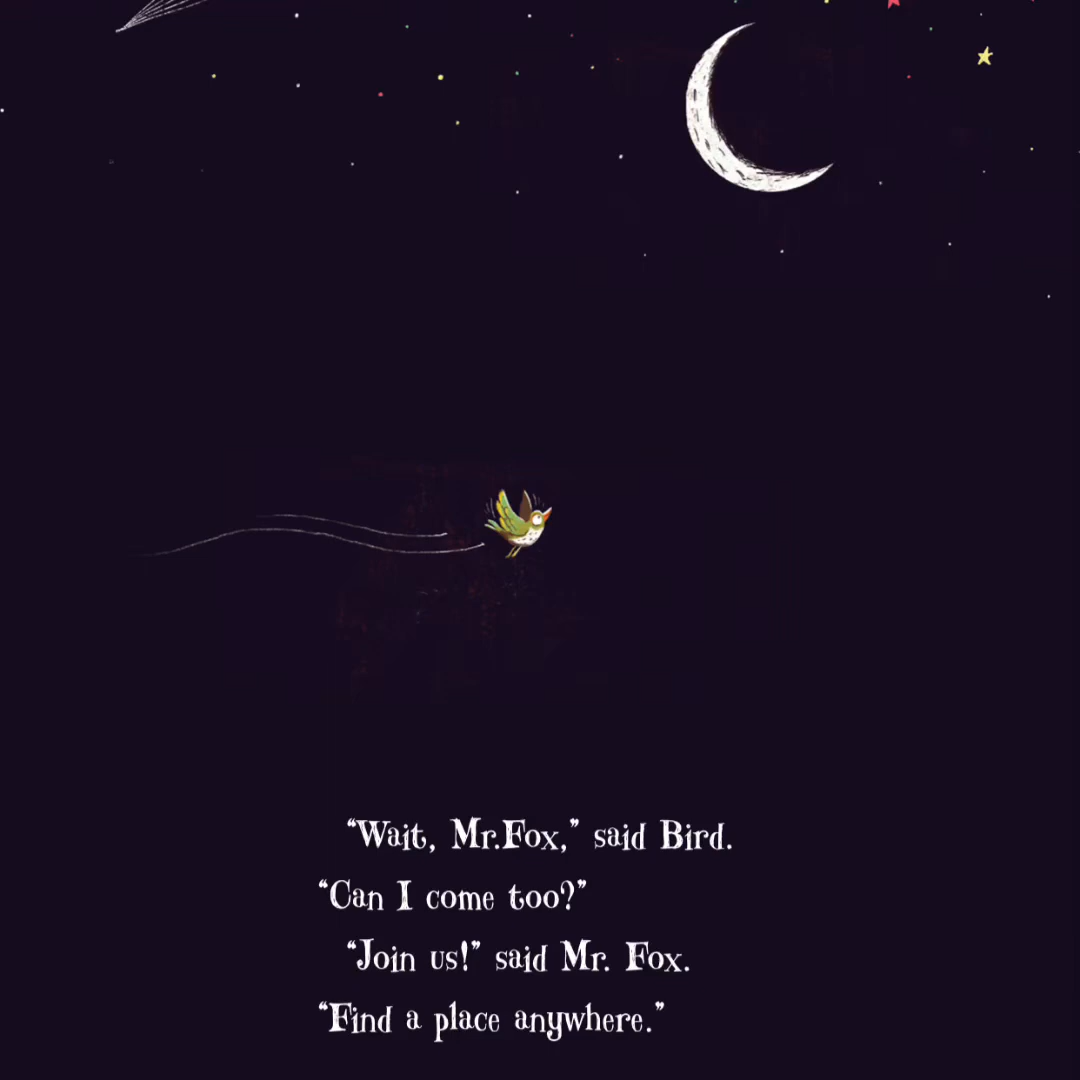 “Wait, Mr.Fox,” said Bird.
“Can I come too?”
“Join us!” said Mr. Fox.
“Find a place anywhere.”